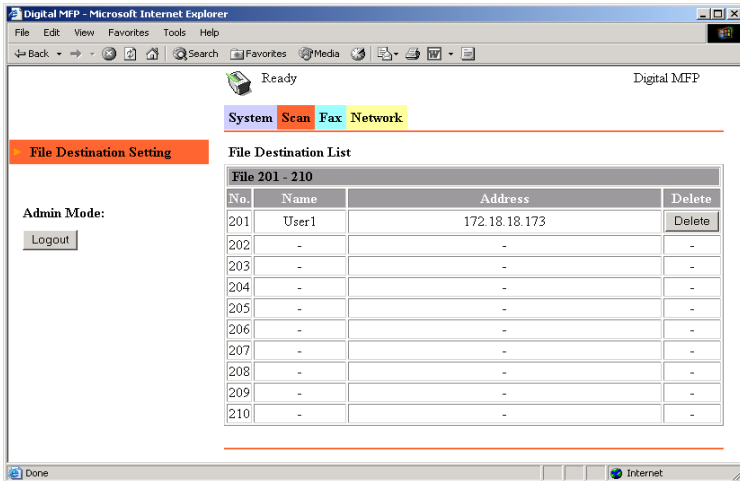 Digital MFP - Microsoft Internet Explorer
File Edit View Favorites Tools Help
Back Search Favorites Media
Ready Digital MFP
System Scan Fax Network
File Destination Setting
File Destination List
File 201 - 210
No. Name Address Delete
Admin Mode:
201 User1 172.18.18.173 Delete
Logout
202 - - -
203 - - -
204 - - -
205 - - -
206 - - -
207 - - -
208 - - -
209 - - -
210 - - -
Done Internet